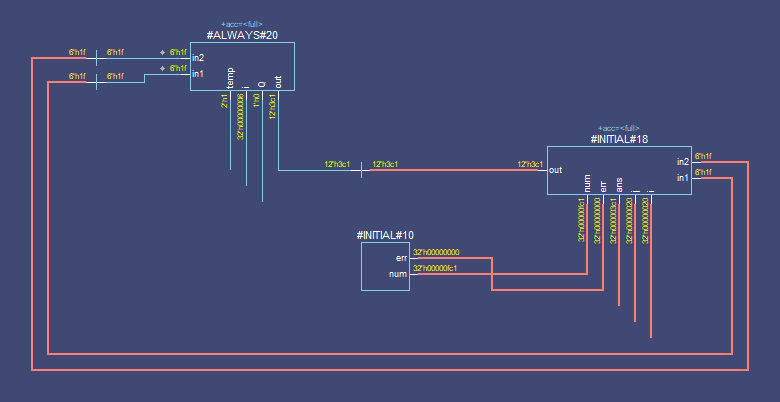 +acc=<full>
#ALWAYS#20
6'h1f
6'h1f
6'h1f
in2
6'h1f
6'h1f
6'h1f
in1
temp
i
Q
out
2'h1
32'h00000006
1'h0
12'h3c1
12'h3c1
12'h3c1
12'h3c1
+acc=<full>
#INITIAL#18
out
in2
6'h1f
in1
6'h1f
num
err
ans
j
i
32'h00000fc1
32'h00000000
32'h000003c1
32'h00000020
32'h00000020
#INITIAL#10
err
32'h00000000
num
32'h00000fc1